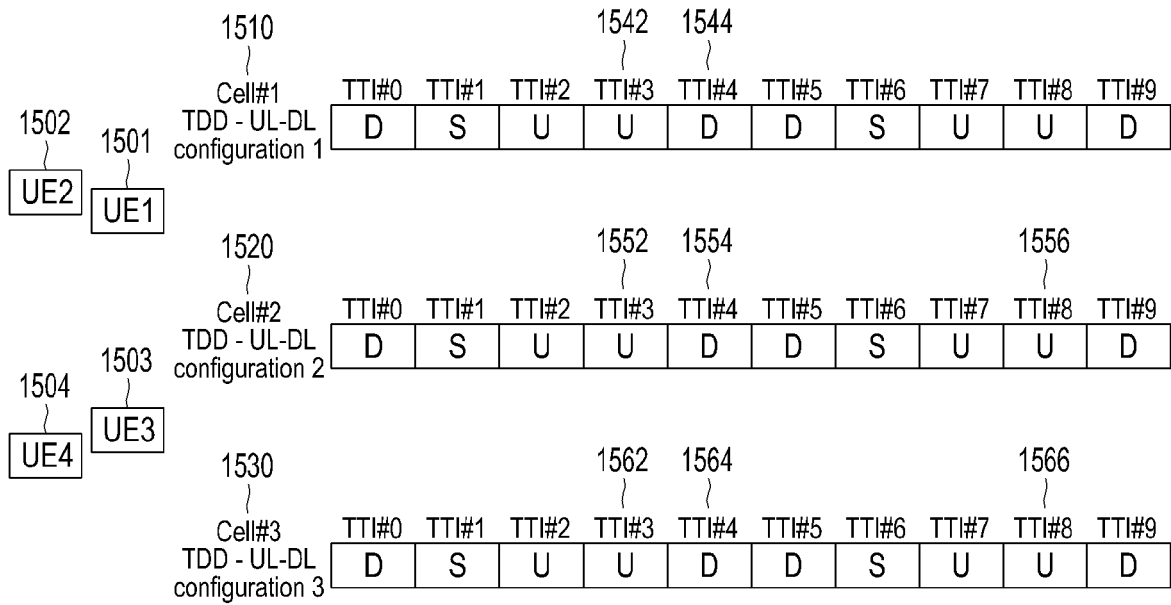 1510 1542 1544
Cell#1 TTI#0 TTI#1 TTI#2 TTI#3 TTI#4 TTI#5 TTI#6 TTI#7 TTI#8 TTI#9
TDD - UL-DL D S U U D D S U U D
configuration 1
1502 1501
UE2 UE1
1520 1552 1554 1556
Cell#2 TTI#0 TTI#1 TTI#2 TTI#3 TTI#4 TTI#5 TTI#6 TTI#7 TTI#8 TTI#9
TDD - UL-DL D S U U D D S U U D
configuration 2
1504 1503
UE4 UE3
1530 1562 1564 1566
Cell#3 TTI#0 TTI#1 TTI#2 TTI#3 TTI#4 TTI#5 TTI#6 TTI#7 TTI#8 TTI#9
TDD - UL-DL D S U U D D S U U D
configuration 3